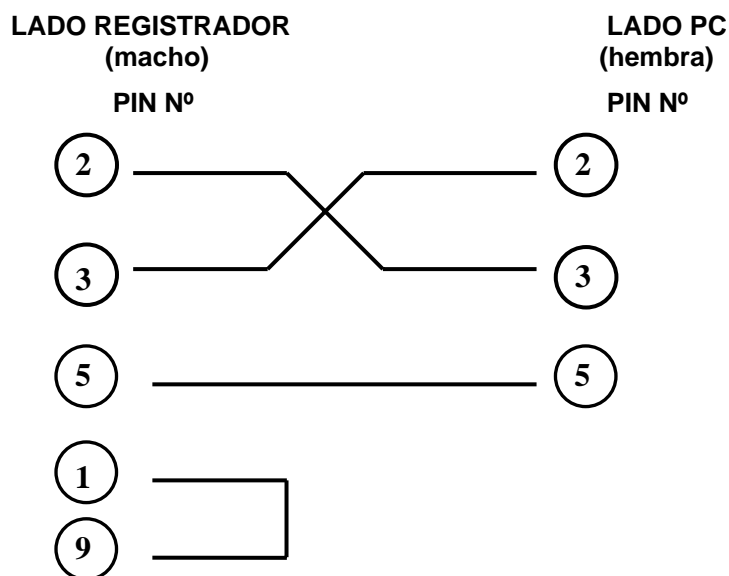 LADO REGISTRADOR LADO PC
(macho) (hembra)
PIN Nº PIN Nº
2 2
3 3
5 5
1
9